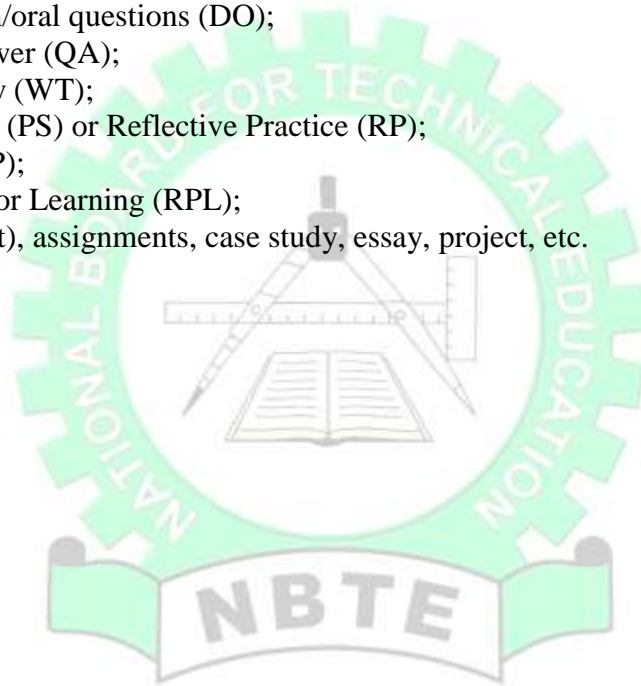 n/oral questions (DO);
ver (QA);
y (WT);
(PS) or Reflective Practice (RP);
P);
or Learning (RPL);
t), assignments, case study, essay, project, etc.
NATIONAL BOARD FOR TECHNICAL EDUCATION
NBTE